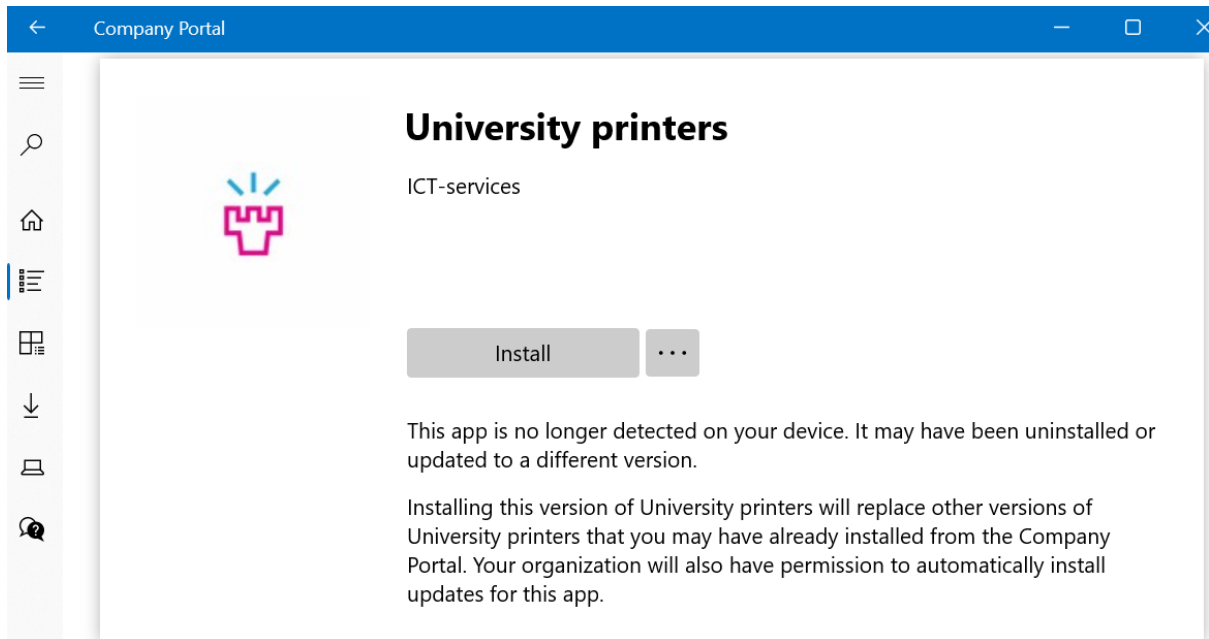 Company Portal
University printers
ICT-services
Install
This app is no longer detected on your device. It may have been uninstalled or
updated to a different version.
Installing this version of University printers will replace other versions of
University printers that you may have already installed from the Company
Portal. Your organization will also have permission to automatically install
updates for this app.